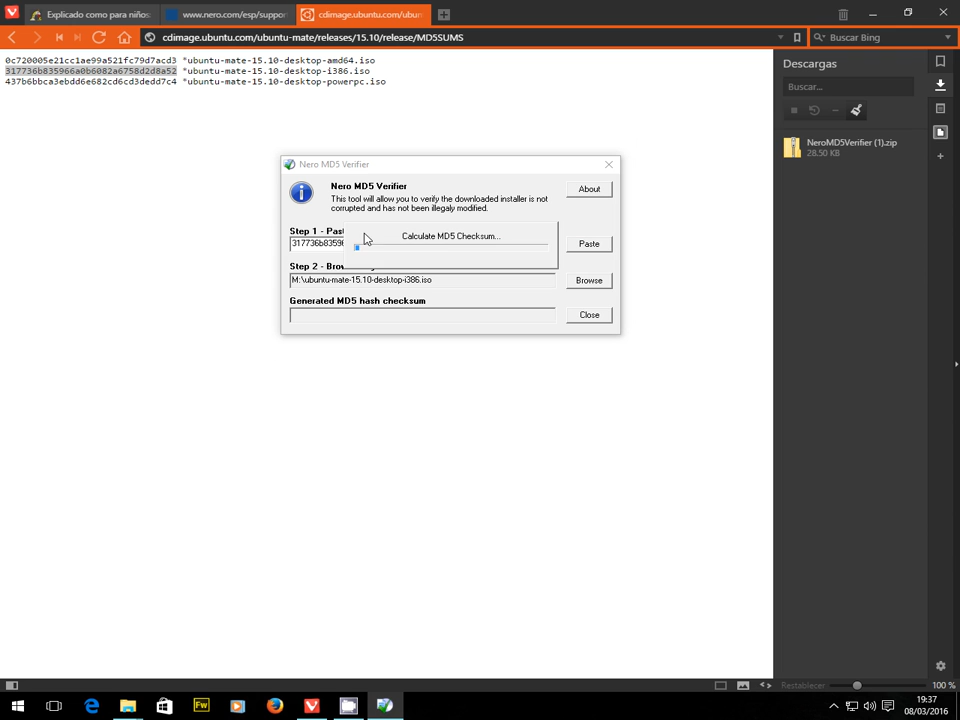 Explicado como para niños:
www.nero.com/esp/suppo
cdimage.ubuntu.com/ubun
cdimage.ubuntu.com/ubuntu-mate/releases/15.10/release/MD5SUMS
Buscar Bing
0c720005e21cc1ae99a521fc79d7acd3 *ubuntu-mate-15.10-desktop-amd64.iso
317736b835966a0b6082a6758d2d8a52 *ubuntu-mate-15.10-desktop-i386.iso
437b6bbca3ebdd6e682cd6cd3dedd7c4 *ubuntu-mate-15.10-desktop-powerpc.iso
Descargas
Buscar...
NeroMD5Verifier (1).zip
28.50 KB
Nero MD5 Verifier
Nero MD5 Verifier
This tool will allow you to verify the downloaded installer is not
corrupted and has not been illegaly modified.
About
Step 1 - Past
317736b83596
Calculate MD5 Checksum...
Paste
Step 2 - Brow
M:\ubuntu-mate-15.10-desktop-i386.iso
Browse
Generated MD5 hash checksum
Close
Restablecer
100 %
Fw
19:37
08/03/2016